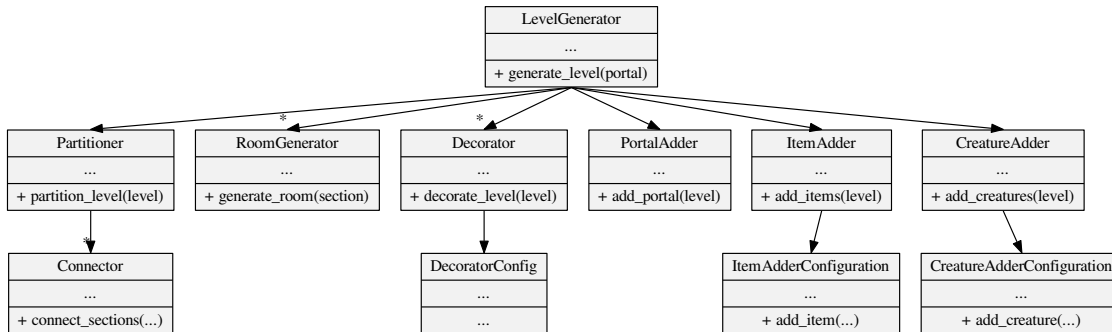 LevelGenerator
...
+ generate_level(portal)
*
*
Partitioner
...
+ partition_level(level)
RoomGenerator
...
+ generate_room(section)
Decorator
...
+ decorate_level(level)
PortalAdder
...
+ add_portal(level)
ItemAdder
...
+ add_items(level)
CreatureAdder
...
+ add_creatures(level)
*
Connector
...
+ connect_sections(...)
DecoratorConfig
...
...
ItemAdderConfiguration
...
+ add_item(...)
CreatureAdderConfiguration
...
+ add_creature(...)